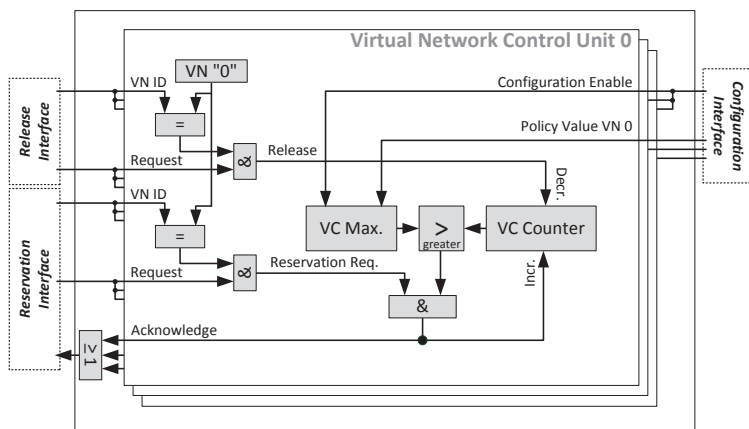 Virtual Network Control Unit 0
VN ID
VN "0"
Configuration Enable
Release
Interface
Configuration
Interface
=
Policy Value VN 0
Request
&
Release
Decr.
VN ID
Reservation
Interface
=
VC Max.
>
greater
VC Counter
Request
&
Reservation Req.
Incr.
&
Acknowledge
≥1